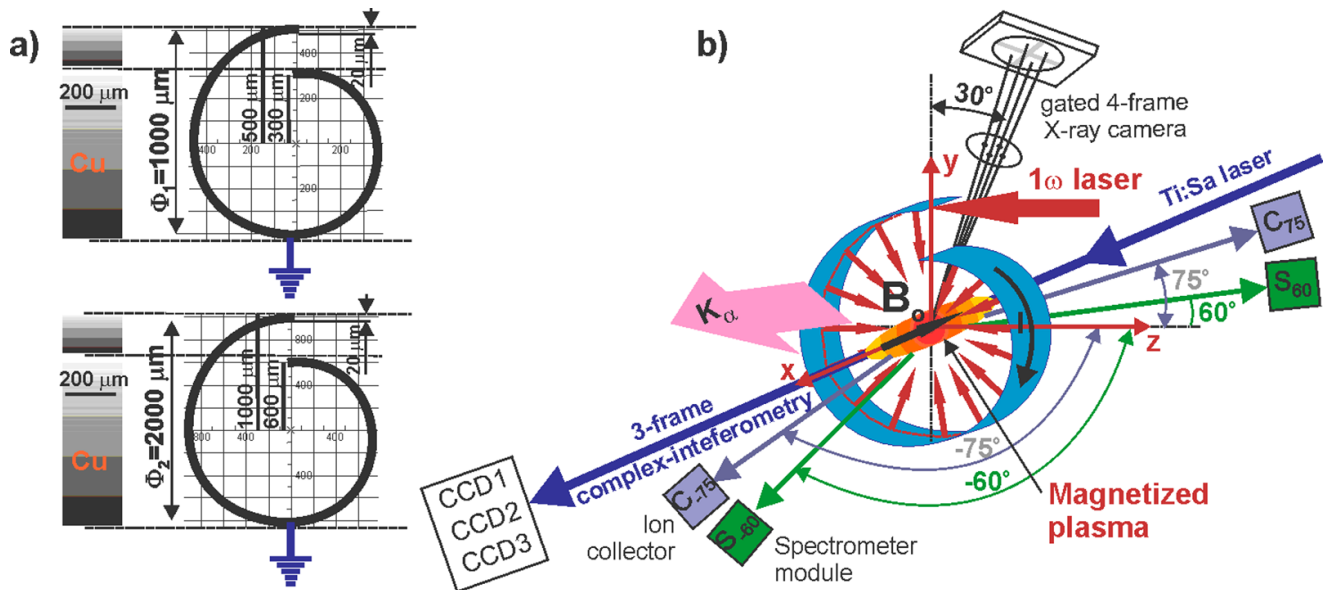 a)
200 μm
Cu
Φ1=1000 μm
500 μm
300 μm
20 μm
400
200
200
400
200
200
200 μm
Cu
Φ2=2000 μm
1000 μm
600 μm
20 μm
800
400
800
400
400
400
b)
30°
gated 4-frame
X-ray camera
y
1ω laser
Ti:Sa laser
C75
S60
75°
60°
Kα
Bo
I
z
x
3-frame
complex-inteferometry
-75°
-60°
CCD1
CCD2
CCD3
C-75
S-60
Ion
collector
Spectrometer
module
Magnetized
plasma